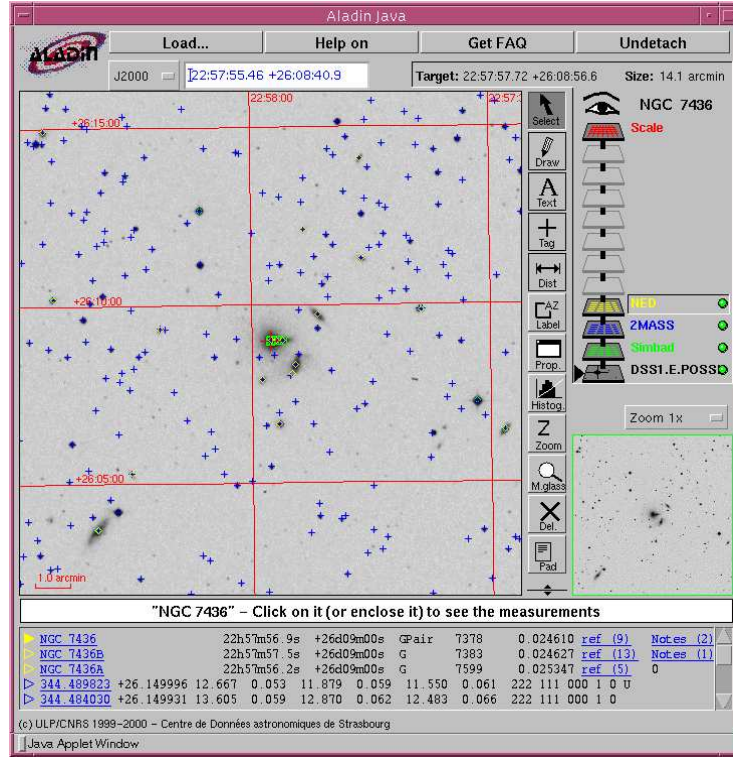 Aladin Java
ALADIN
Load...
Help on
Get FAQ
Undetach
J2000
22:57:55.46 +26:08:40.9
Target: 22:57:57.72 +26:08:56.6
Size: 14.1 arcmin
22:58:00
22:57:3
+26:15:00
+26:10:00
+26:05:00
1.0 arcmin
Select
Draw
Text
Tag
Dist
Label
Prop.
Histog
Zoom
M.glass
Del.
Pad
NGC 7436
Scale
NED
2MASS
Simbad
DSS1.E.POSS
Zoom 1x
"NGC 7436" – Click on it (or enclose it) to see the measurements
NGC 7436 22h57m56.9s +26d09m00s GPair 7378 0.024610 ref (9) Notes (2)
NGC 7436B 22h57m57.5s +26d09m00s G 7383 0.024627 ref (13) Notes (1)
NGC 7436A 22h57m56.2s +26d09m00s G 7599 0.025347 ref (5) 0
344.489823 +26.149996 12.667 0.053 11.879 0.059 11.550 0.061 222 111 000 1 0 U
344.484030 +26.149931 13.605 0.059 12.870 0.062 12.483 0.066 222 111 000 1 0
(c) ULP/CNRS 1999-2000 – Centre de Données astronomiques de Strasbourg
Java Applet Window